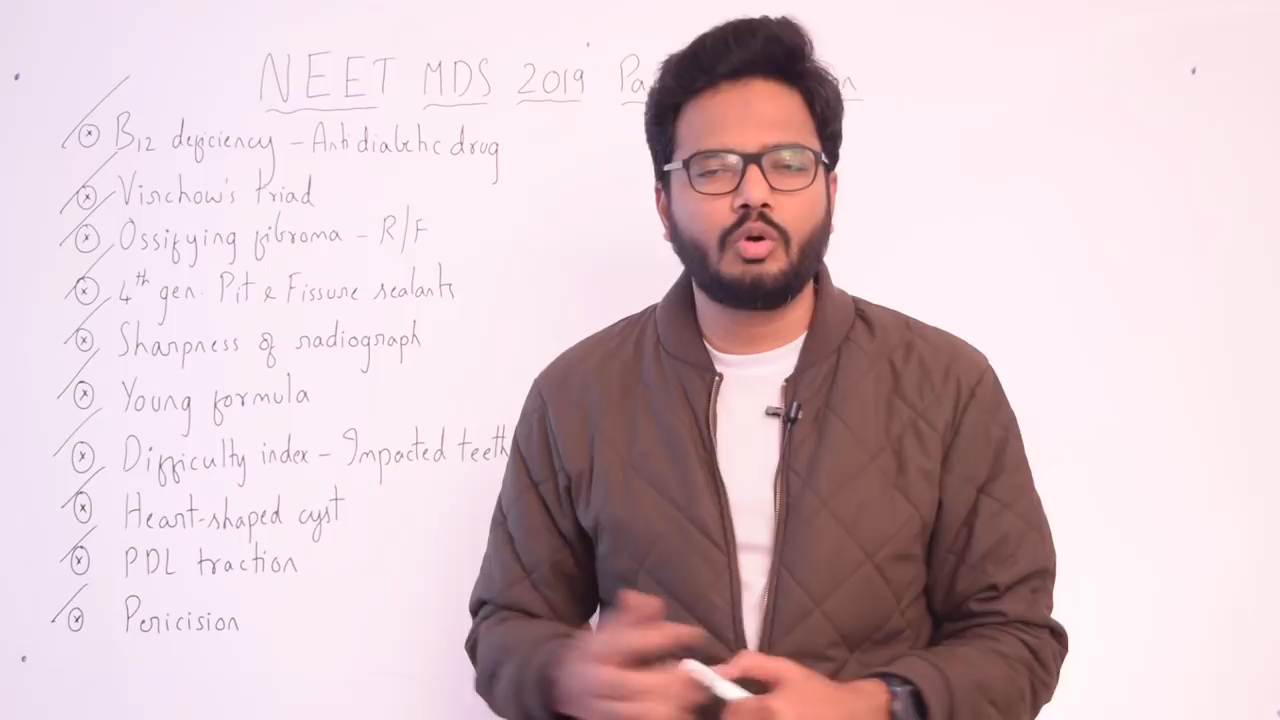 NEET MDS 2019
B12 deficiency - Antidiabetic drug
Virchow's triad
Ossifying fibroma - R/F
4th gen. Pit & Fissure sealants
Sharpness of radiograph
Young formula
Difficulty index - Impacted teeth
Heart-shaped cyst
PDL traction
Pericision